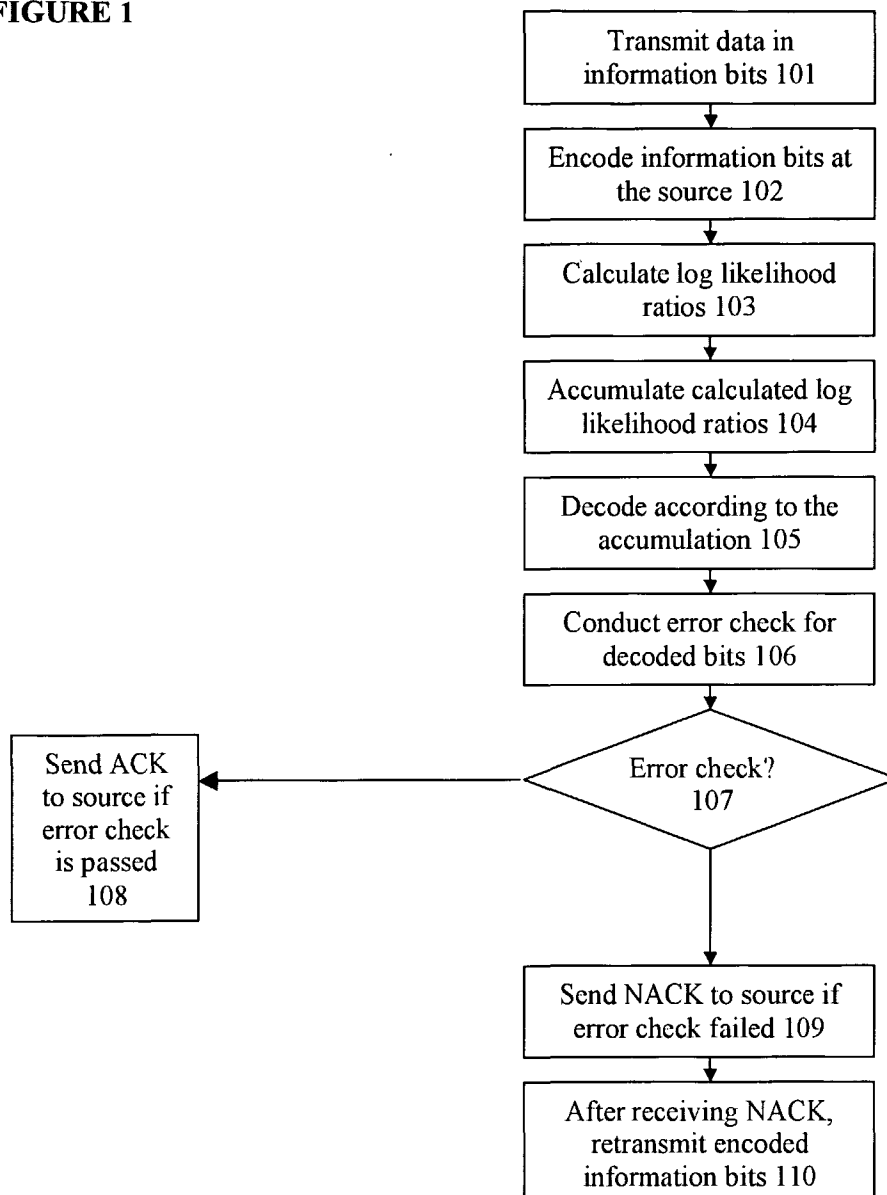 FIGURE 1
Transmit data in
information bits 101
Encode information bits at
the source 102
Calculate log likelihood
ratios 103
Accumulate calculated log
likelihood ratios 104
Decode according to the
accumulation 105
Conduct error check for
decoded bits 106
Error check?
107
Send ACK
to source if
error check
is passed
108
Send NACK to source if
error check failed 109
After receiving NACK,
retransmit encoded
information bits 110